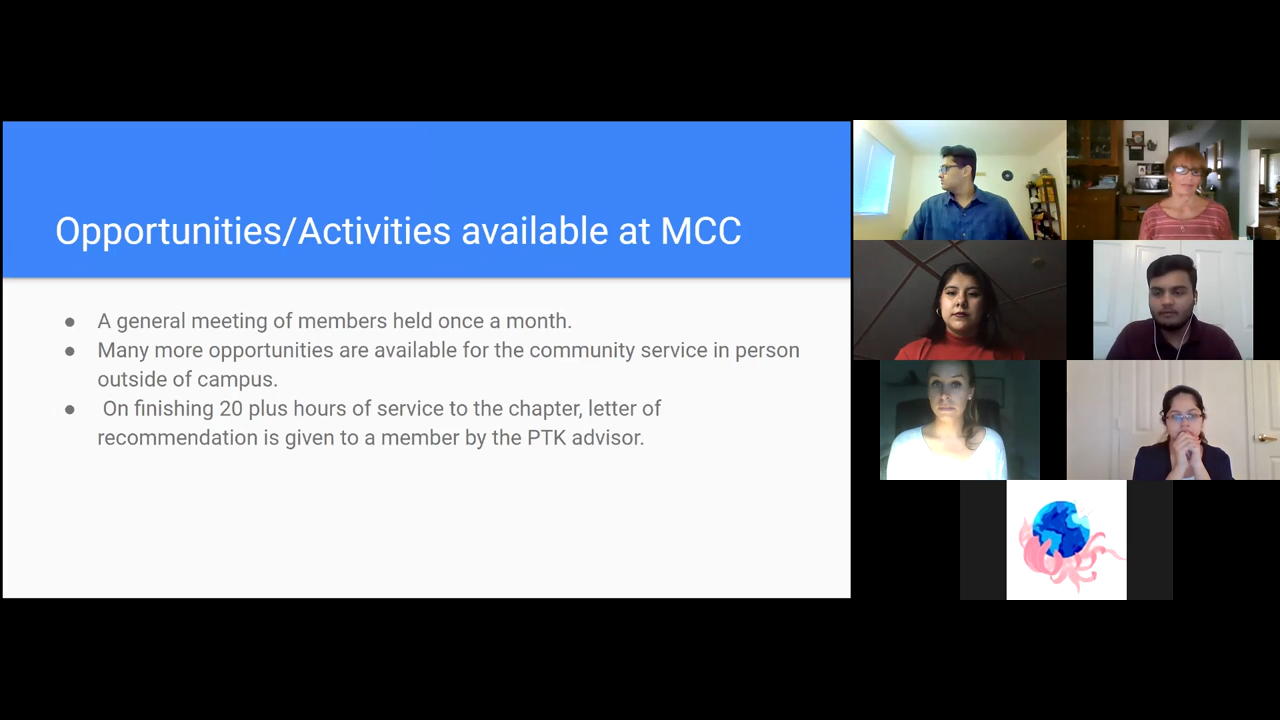 Opportunities/Activities available at MCC
● A general meeting of members held once a month.
● Many more opportunities are available for the community service in person
outside of campus.
● On finishing 20 plus hours of service to the chapter, letter of
recommendation is given to a member by the PTK advisor.